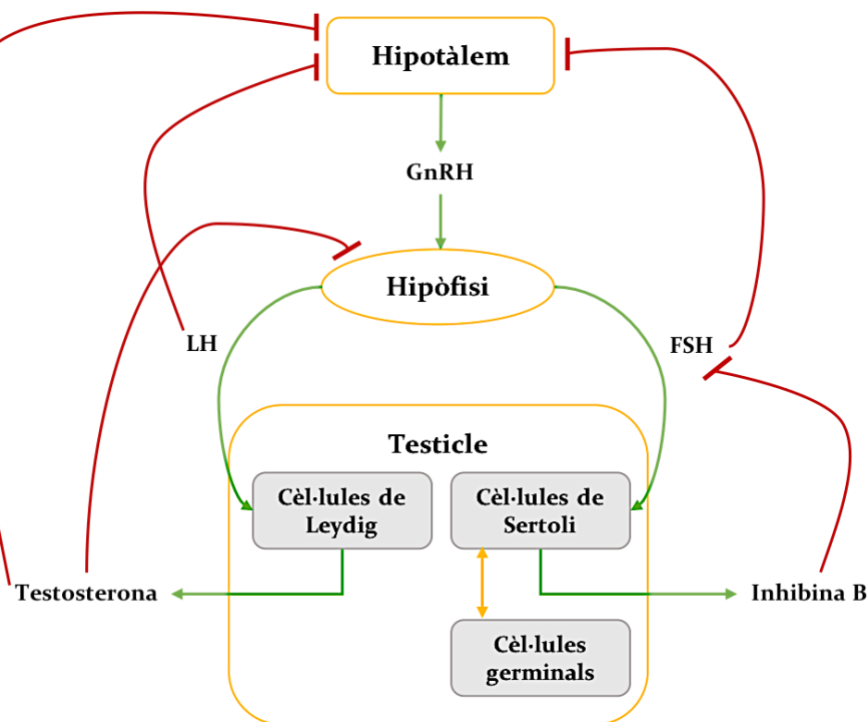 Hipotàlem
GnRH
Hipòfisi
LH
FSH
Testicle
Cèl·lules de
Leydig
Cèl·lules de
Sertoli
Testosterona
Inhibina B
Cèl·lules
germinals